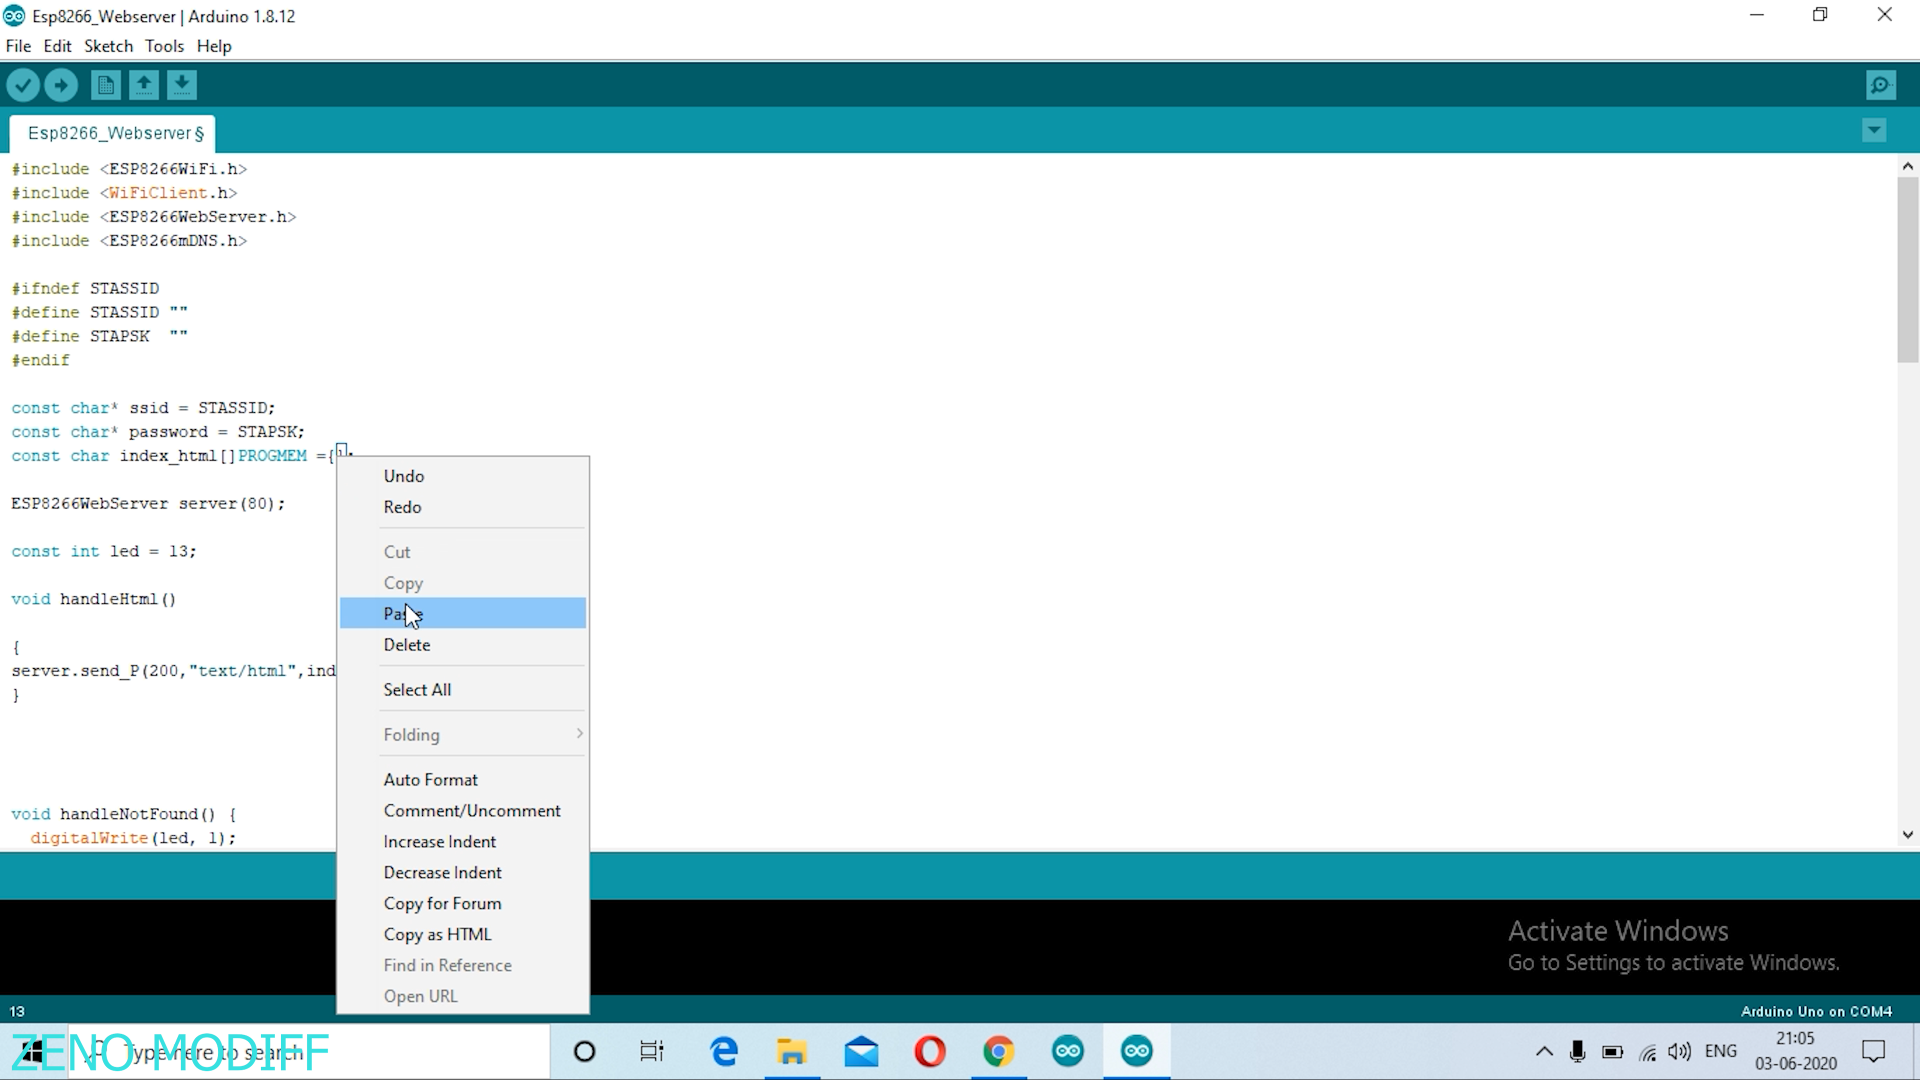 Esp8266_Webserver | Arduino 1.8.12
File Edit Sketch Tools Help
Esp8266_Webserver §
#include <ESP8266WiFi.h>
#include <WiFiClient.h>
#include <ESP8266WebServer.h>
#include <ESP8266mDNS.h>
#ifndef STASSID
#define STASSID ""
#define STAPSK  ""
#endif
const char* ssid = STASSID;
const char* password = STAPSK;
const char index_html[]PROGMEM ={};
ESP8266WebServer server(80);
const int led = 13;
void handleHtml()
{
server.send_P(200,"text/html",ind
}
void handleNotFound() {
digitalWrite(led, 1);
Undo
Redo
Cut
Copy
Paste
Delete
Select All
Folding
Auto Format
Comment/Uncomment
Increase Indent
Decrease Indent
Copy for Forum
Copy as HTML
Find in Reference
Open URL
Activate Windows
Go to Settings to activate Windows.
13
Arduino Uno on COM4
ZENO MODIFF
Type here to search
ENG
21:05
03-06-2020